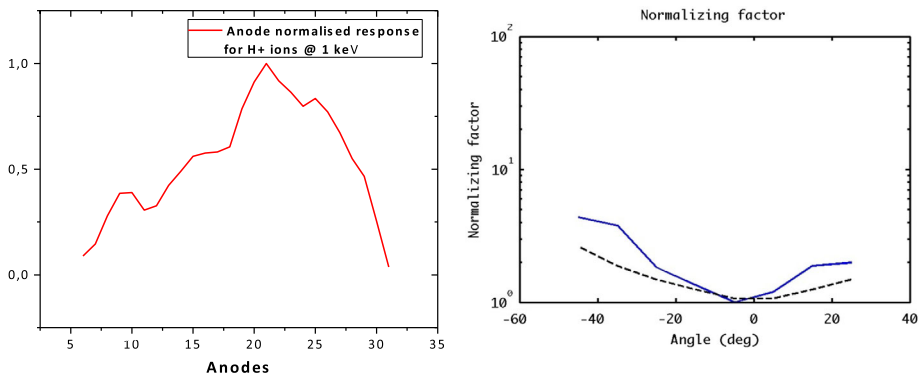 Anode normalised response
for H+ ions @ 1 keV
1,0
0,5
0,0
5 10 15 20 25 30 35
Anodes
Normalizing factor
Normalizing factor
10²
10¹
10⁰
-60 -40 -20 0 20 40
Angle (deg)